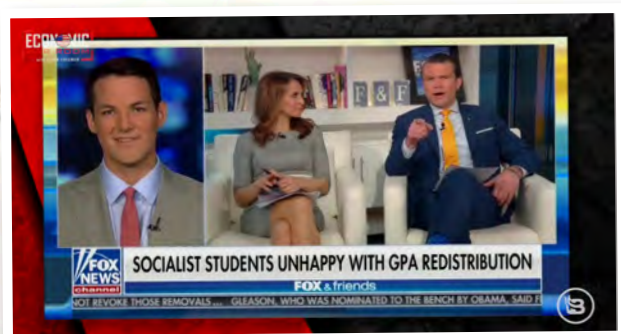 ECONOMIC
F & F
FOX
NEWS
channel
SOCIALIST STUDENTS UNHAPPY WITH GPA REDISTRIBUTION
FOX & friends
NOT REVOKE THOSE REMOVALS ... GLEASON, WHO WAS NOMINATED TO THE BENCH BY OBAMA, SAID F
B